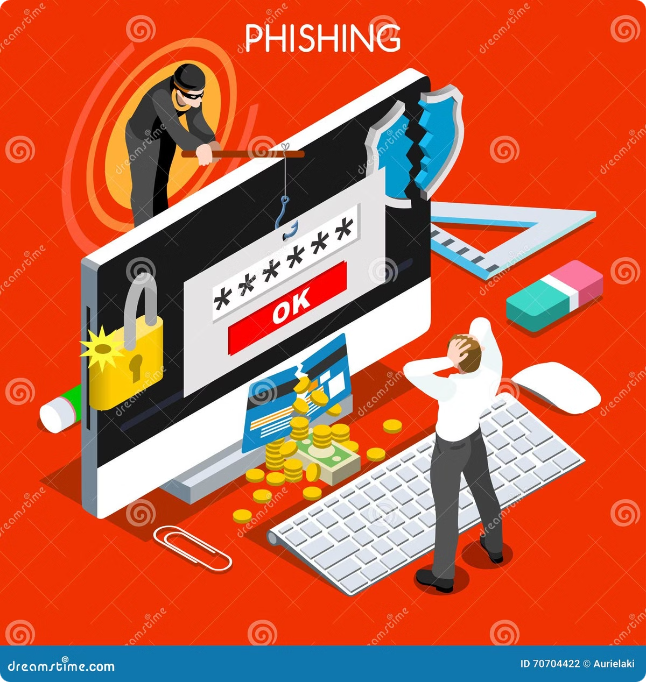 PHISHING
******
OK
dreamstime.com
ID 70704422 © Aurielaki